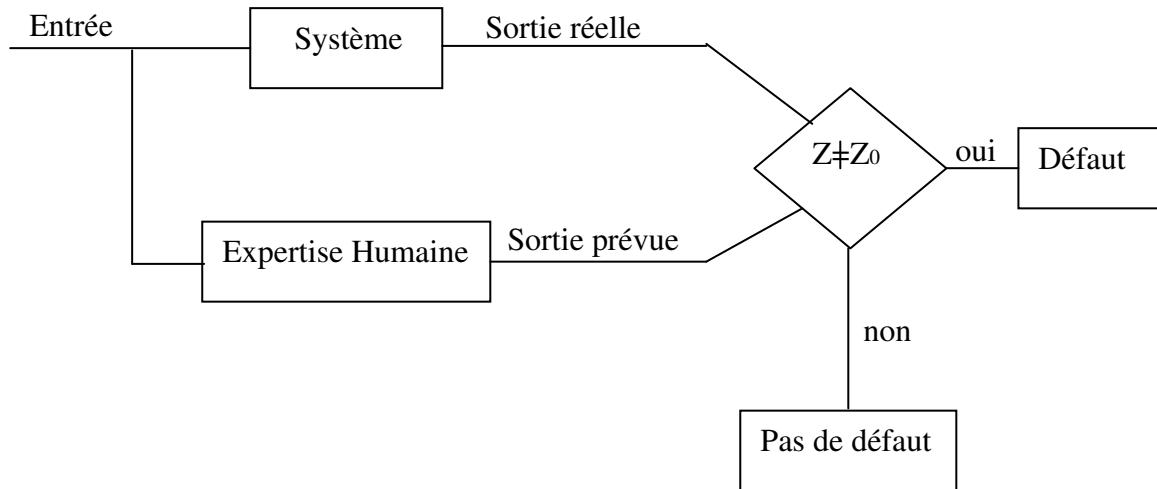 Entrée
Système
Sortie réelle
Z≠Z₀
oui
Défaut
Expertise Humaine
Sortie prévue
non
Pas de défaut